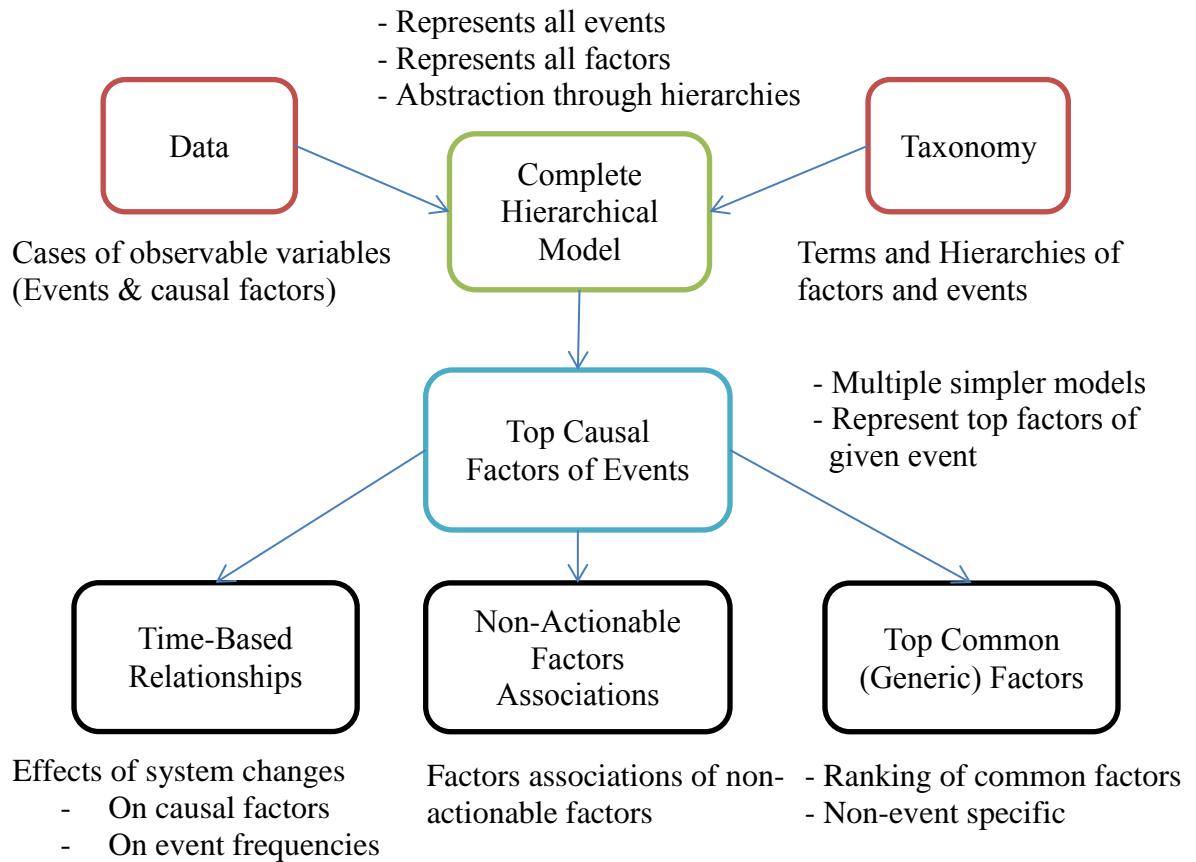 - Represents all events
- Represents all factors
- Abstraction through hierarchies
Data
Complete
Hierarchical
Model
Taxonomy
Cases of observable variables
(Events & causal factors)
Terms and Hierarchies of
factors and events
Top Causal
Factors of Events
- Multiple simpler models
- Represent top factors of
given event
Time-Based
Relationships
Non-Actionable
Factors
Associations
Top Common
(Generic) Factors
Effects of system changes
- On causal factors
- On event frequencies
Factors associations of non-
actionable factors
- Ranking of common factors
- Non-event specific